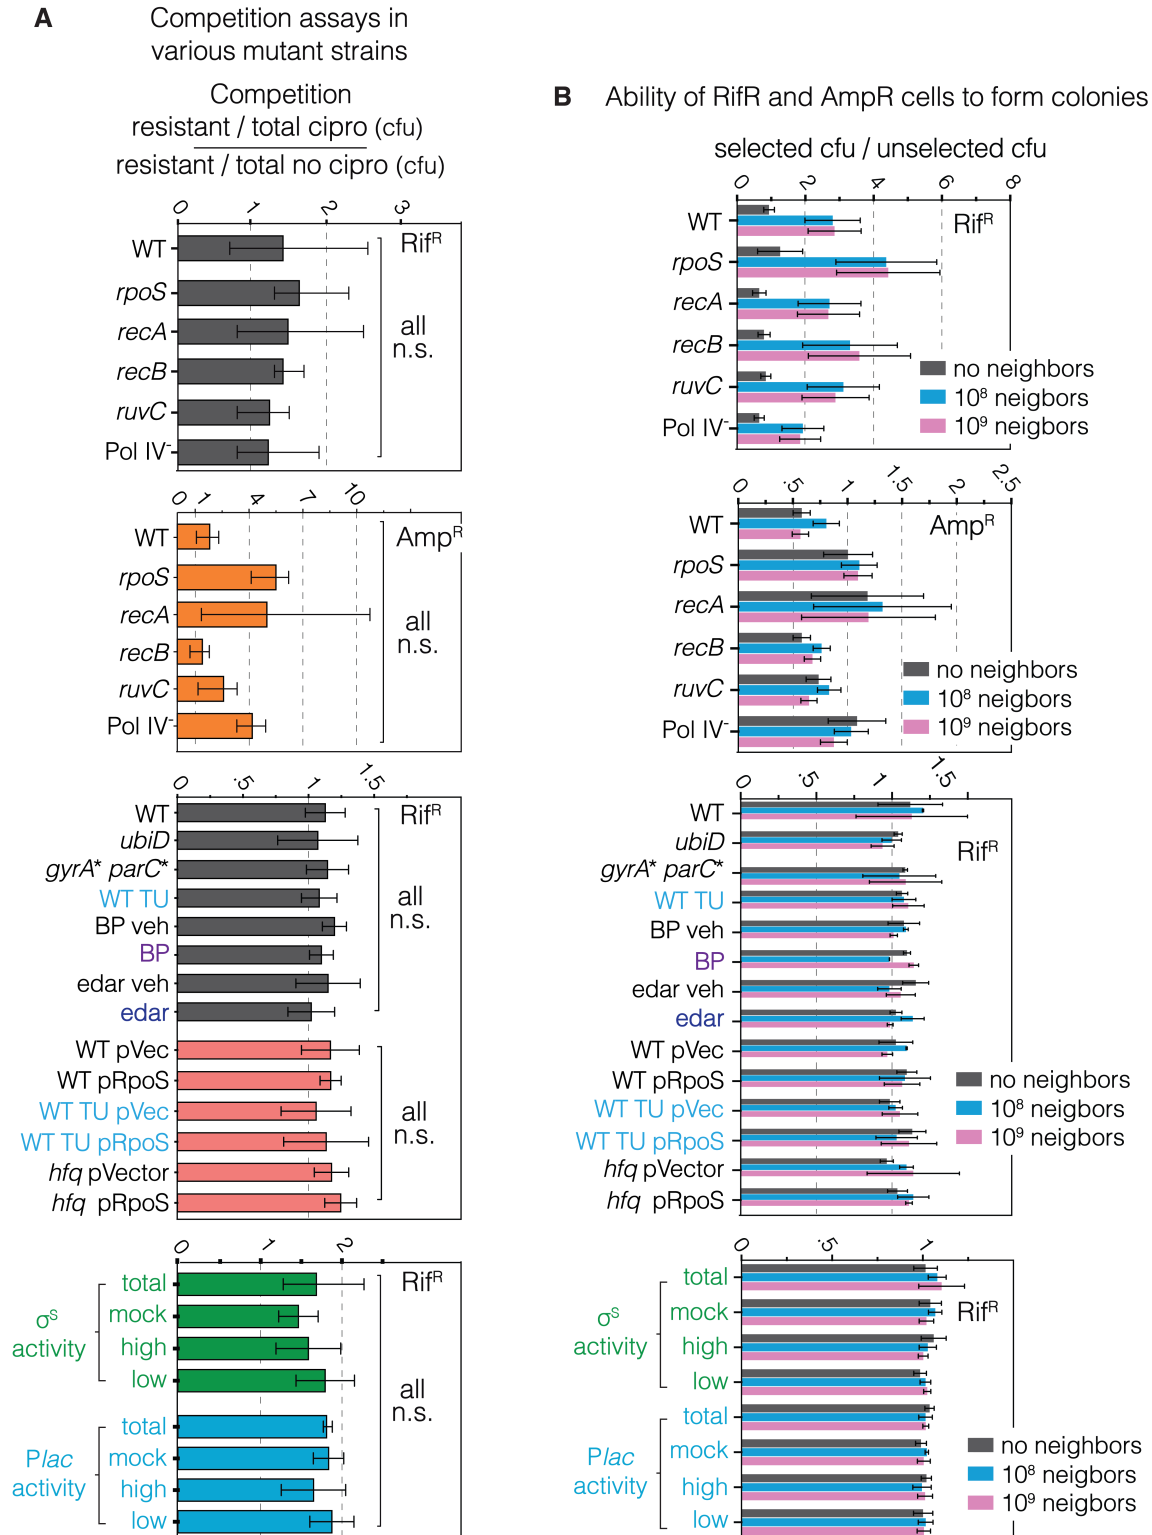 A
Competition assays in
various mutant strains
Competition
resistant / total cipro (cfu)
resistant / total no cipro (cfu)
0 1 2 3
WT
rpoS
recA
recB
ruvC
Pol IV-
RifR
all
n.s.
0 1 4 7 10
WT
rpoS
recA
recB
ruvC
Pol IV-
AmpR
all
n.s.
0 .5 1 1.5
WT
ubiD
gyrA* parC*
WT TU
BP veh
BP
edar veh
edar
WT pVec
WT pRpoS
WT TU pVec
WT TU pRpoS
hfq pVector
hfq pRpoS
RifR
all
n.s.
all
n.s.
0 1 2
σS
activity
total
mock
high
low
Plac
activity
total
mock
high
low
RifR
all
n.s.
B Ability of RifR and AmpR cells to form colonies
selected cfu / unselected cfu
0 2 4 6 8
WT
rpoS
recA
recB
ruvC
Pol IV-
RifR
no neighbors
10⁸ neigbors
10⁹ neigbors
0 .5 1 1.5 2 2.5
WT
rpoS
recA
recB
ruvC
Pol IV-
AmpR
no neighbors
10⁸ neigbors
10⁹ neigbors
0 .5 1 1.5
WT
ubiD
gyrA* parC*
WT TU
BP veh
BP
edar veh
edar
WT pVec
WT pRpoS
WT TU pVec
WT TU pRpoS
hfq pVector
hfq pRpoS
RifR
no neighbors
10⁸ neigbors
10⁹ neigbors
0 .5 1
σS
activity
total
mock
high
low
Plac
activity
total
mock
high
low
RifR
no neighbors
10⁸ neigbors
10⁹ neigbors